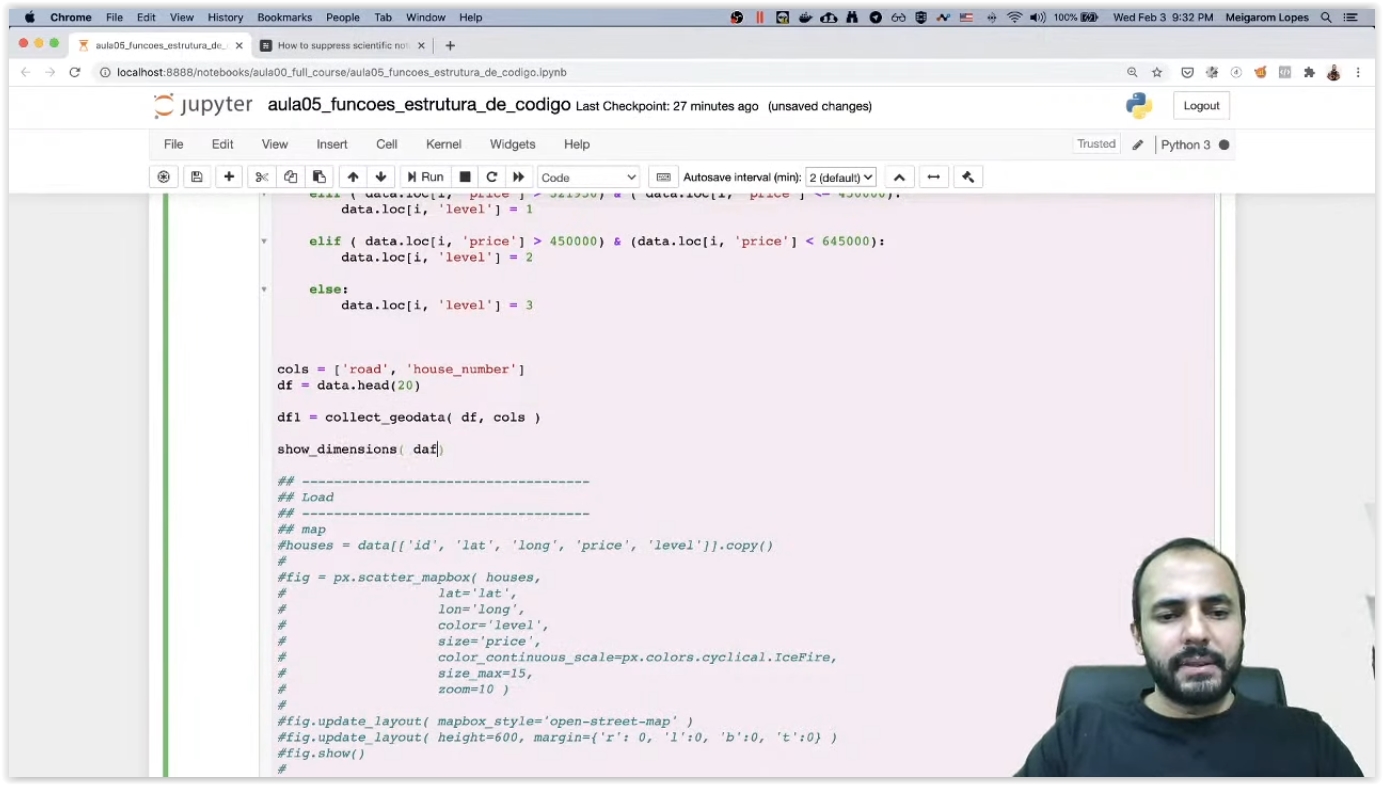 Chrome File Edit View History Bookmarks People Tab Window Help 100% Wed Feb 3 9:32 PM Meigarom Lopes
aula05_funcoes_estrutura_de_ How to suppress scientific not
localhost:8888/notebooks/aula00_full_course/aula05_funcoes_estrutura_de_codigo.ipynb
jupyter aula05_funcoes_estrutura_de_codigo Last Checkpoint: 27 minutes ago (unsaved changes) Logout
File Edit View Insert Cell Kernel Widgets Help Trusted Python 3
Run Code Autosave interval (min): 2 (default)
elif ( data.loc[i, 'price'] > 321950) & ( data.loc[i, 'price'] <= 450000):
data.loc[i, 'level'] = 1
elif ( data.loc[i, 'price'] > 450000) & (data.loc[i, 'price'] < 645000):
data.loc[i, 'level'] = 2
else:
data.loc[i, 'level'] = 3
cols = ['road', 'house_number']
df = data.head(20)
df1 = collect_geodata( df, cols )
show_dimensions( daf)
## ------------------------------------
## Load
## ------------------------------------
## map
#houses = data[['id', 'lat', 'long', 'price', 'level']].copy()
#
#fig = px.scatter_mapbox( houses,
# lat='lat',
# lon='long',
# color='level',
# size='price',
# color_continuous_scale=px.colors.cyclical.IceFire,
# size_max=15,
# zoom=10 )
#
#fig.update_layout( mapbox_style='open-street-map' )
#fig.update_layout( height=600, margin={'r': 0, 'l':0, 'b':0, 't':0} )
#fig.show()
#